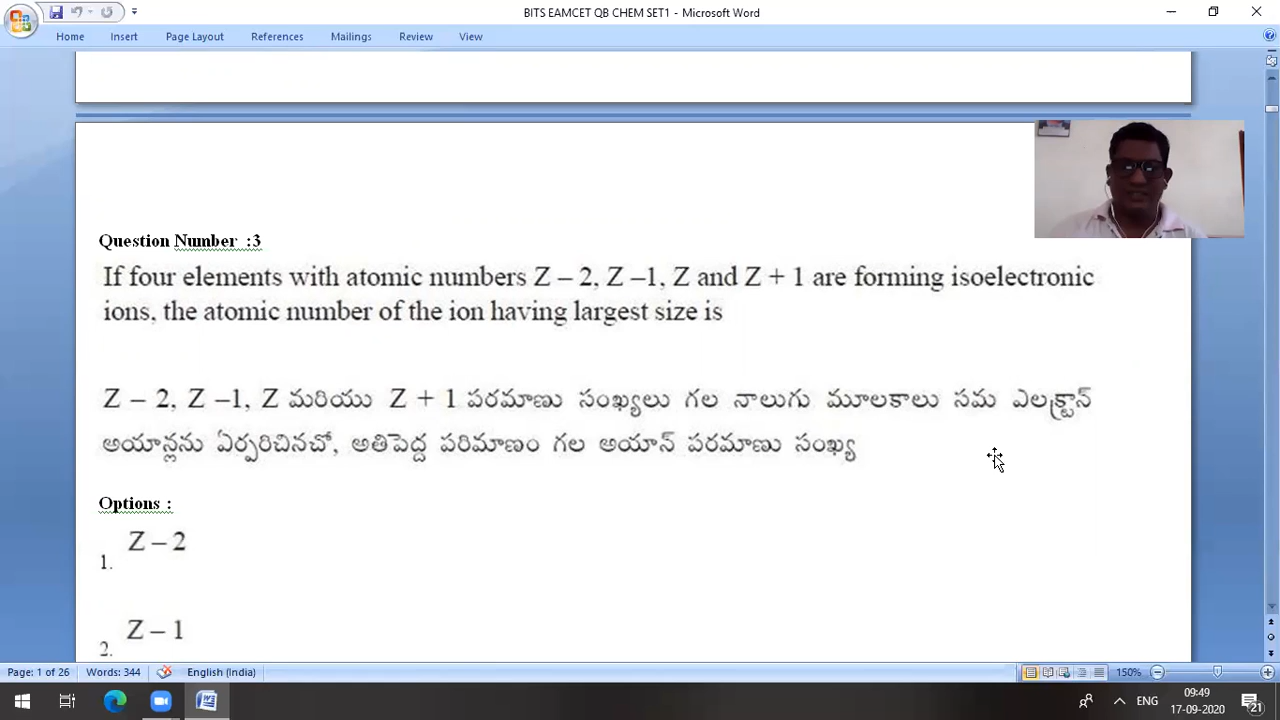 BITS EAMCET QB CHEM SET1 - Microsoft Word
Home Insert Page Layout References Mailings Review View
Question Number :3
If four elements with atomic numbers Z – 2, Z –1, Z and Z + 1 are forming isoelectronic
ions, the atomic number of the ion having largest size is
Z – 2, Z –1, Z మరియు Z + 1 పరమాణు సంఖ్యలు గల నాలుగు మూలకాలు సమ ఎలక్ట్రాన్
అయాన్లను ఏర్పరిచినచో, అతిపెద్ద పరిమాణం గల అయాన్ పరమాణు సంఖ్య
Options :
Z – 2
1.
Z – 1
2.
Page: 1 of 26 Words: 344 English (India) 150%
ENG 09:49
17-09-2020 21